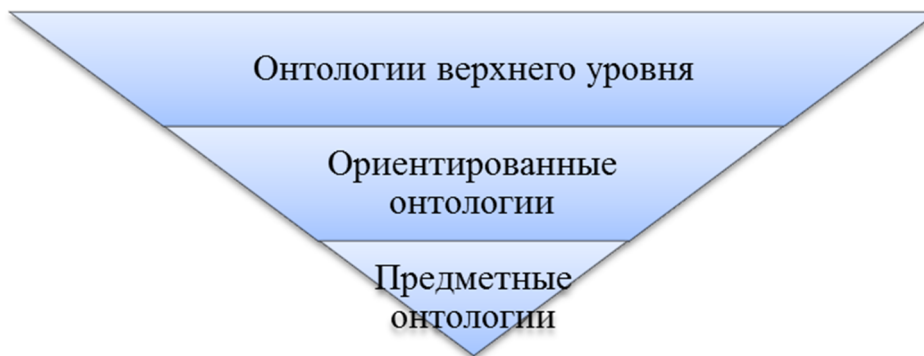 Онтологии верхнего уровня
Ориентированные
онтологии
Предметные
онтологии